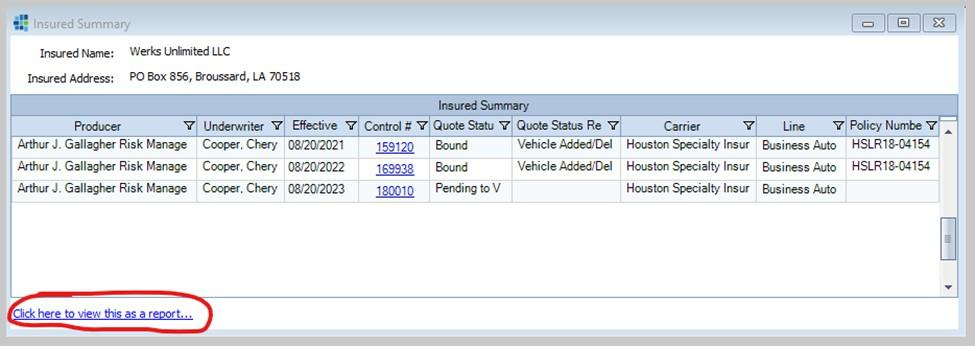 Insured Summary
Insured Name: Werks Unlimited LLC
Insured Address: PO Box 856, Broussard, LA 70518
Insured Summary
Producer Underwriter Effective Control # Quote Statu Quote Status Re Carrier Line Policy Numbe
Arthur J. Gallagher Risk Manage Cooper, Chery 08/20/2021 159120 Bound Vehicle Added/Del Houston Specialty Insur Business Auto HSLR18-04154
Arthur J. Gallagher Risk Manage Cooper, Chery 08/20/2022 169938 Bound Vehicle Added/Del Houston Specialty Insur Business Auto HSLR18-04154
Arthur J. Gallagher Risk Manage Cooper, Chery 08/20/2023 180010 Pending to V Houston Specialty Insur Business Auto
Click here to view this as a report...